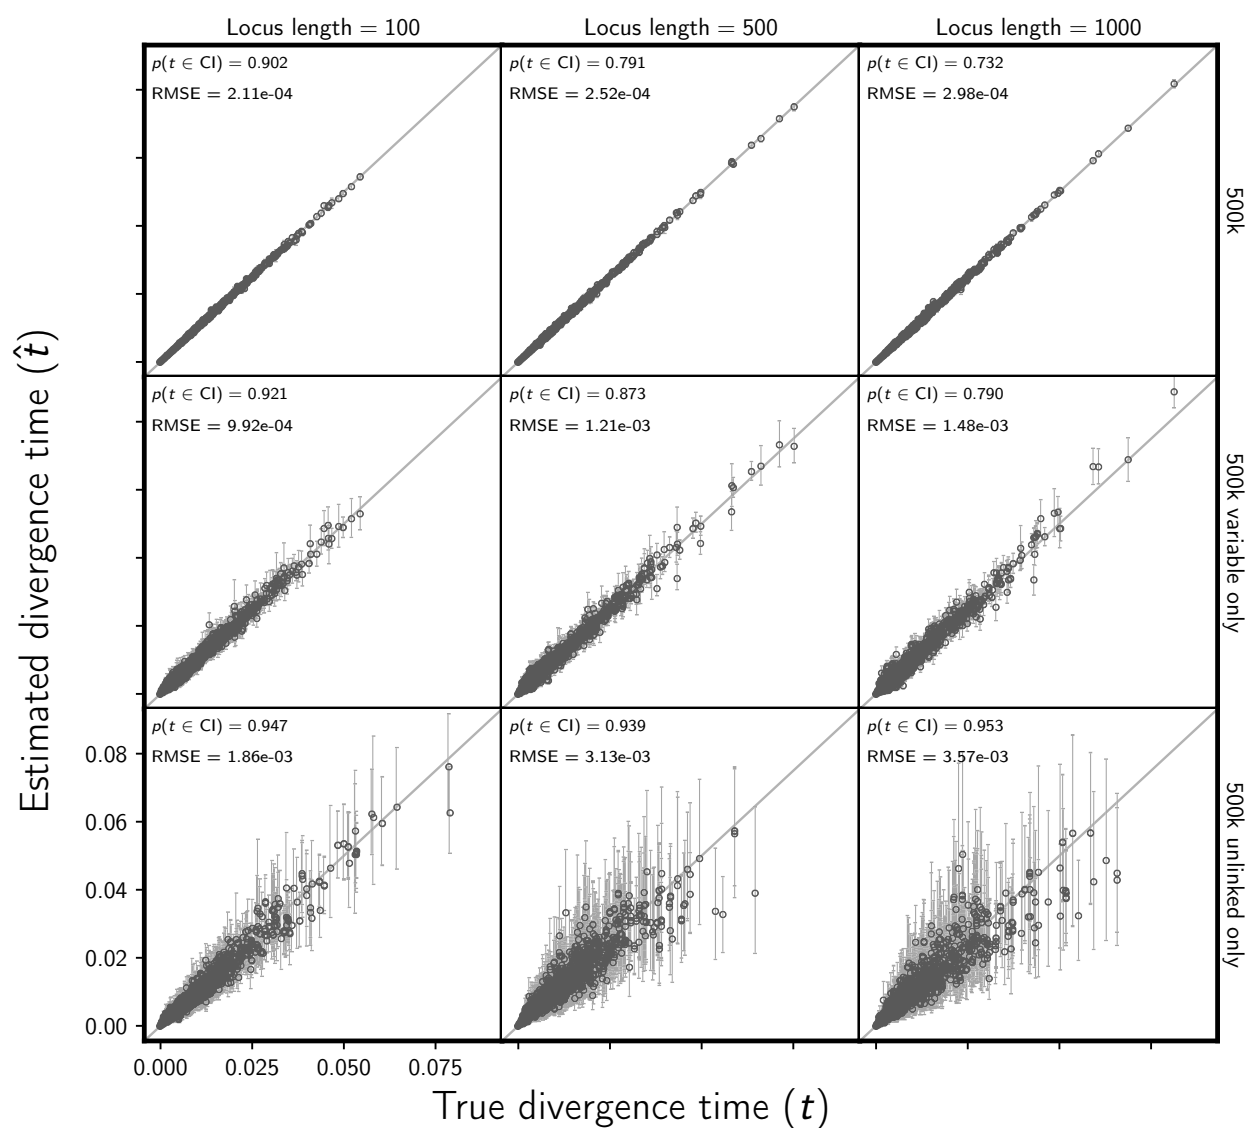 Locus length = 100
Locus length = 500
Locus length = 1000
p(t ∈ CI) = 0.902
RMSE = 2.11e-04
p(t ∈ CI) = 0.791
RMSE = 2.52e-04
p(t ∈ CI) = 0.732
RMSE = 2.98e-04
500k
p(t ∈ CI) = 0.921
RMSE = 9.92e-04
p(t ∈ CI) = 0.873
RMSE = 1.21e-03
p(t ∈ CI) = 0.790
RMSE = 1.48e-03
500k variable only
p(t ∈ CI) = 0.947
RMSE = 1.86e-03
p(t ∈ CI) = 0.939
RMSE = 3.13e-03
p(t ∈ CI) = 0.953
RMSE = 3.57e-03
500k unlinked only
Estimated divergence time (t̂)
0.08
0.06
0.04
0.02
0.00
0.000
0.025
0.050
0.075
True divergence time (t)